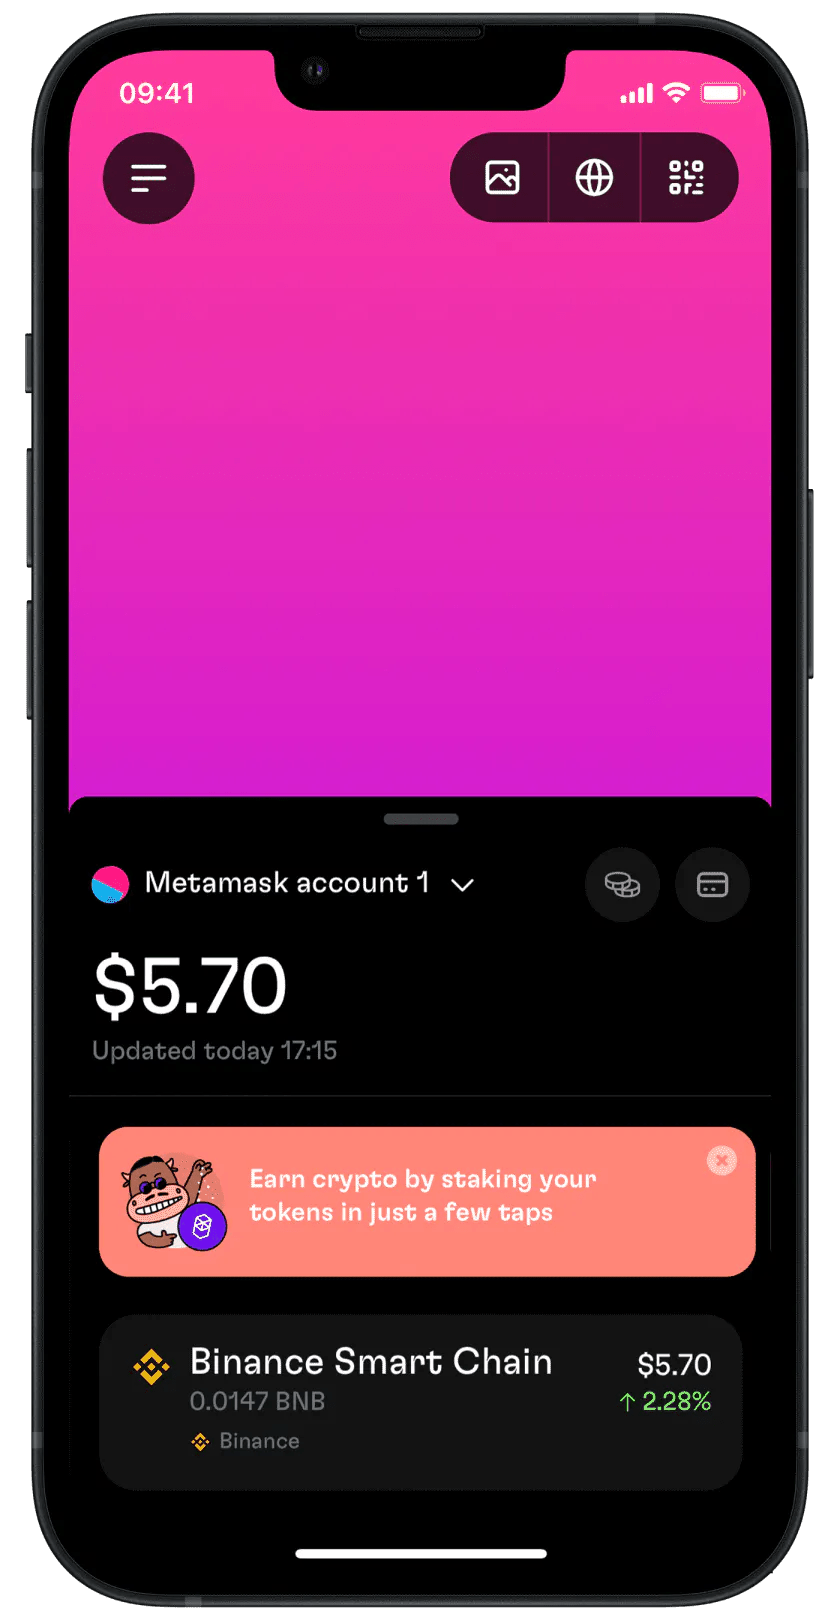 09:41
Metamask account 1
$5.70
Updated today 17:15
Earn crypto by staking your
tokens in just a few taps
Binance Smart Chain
$5.70
0.0147 BNB
↑ 2.28%
Binance